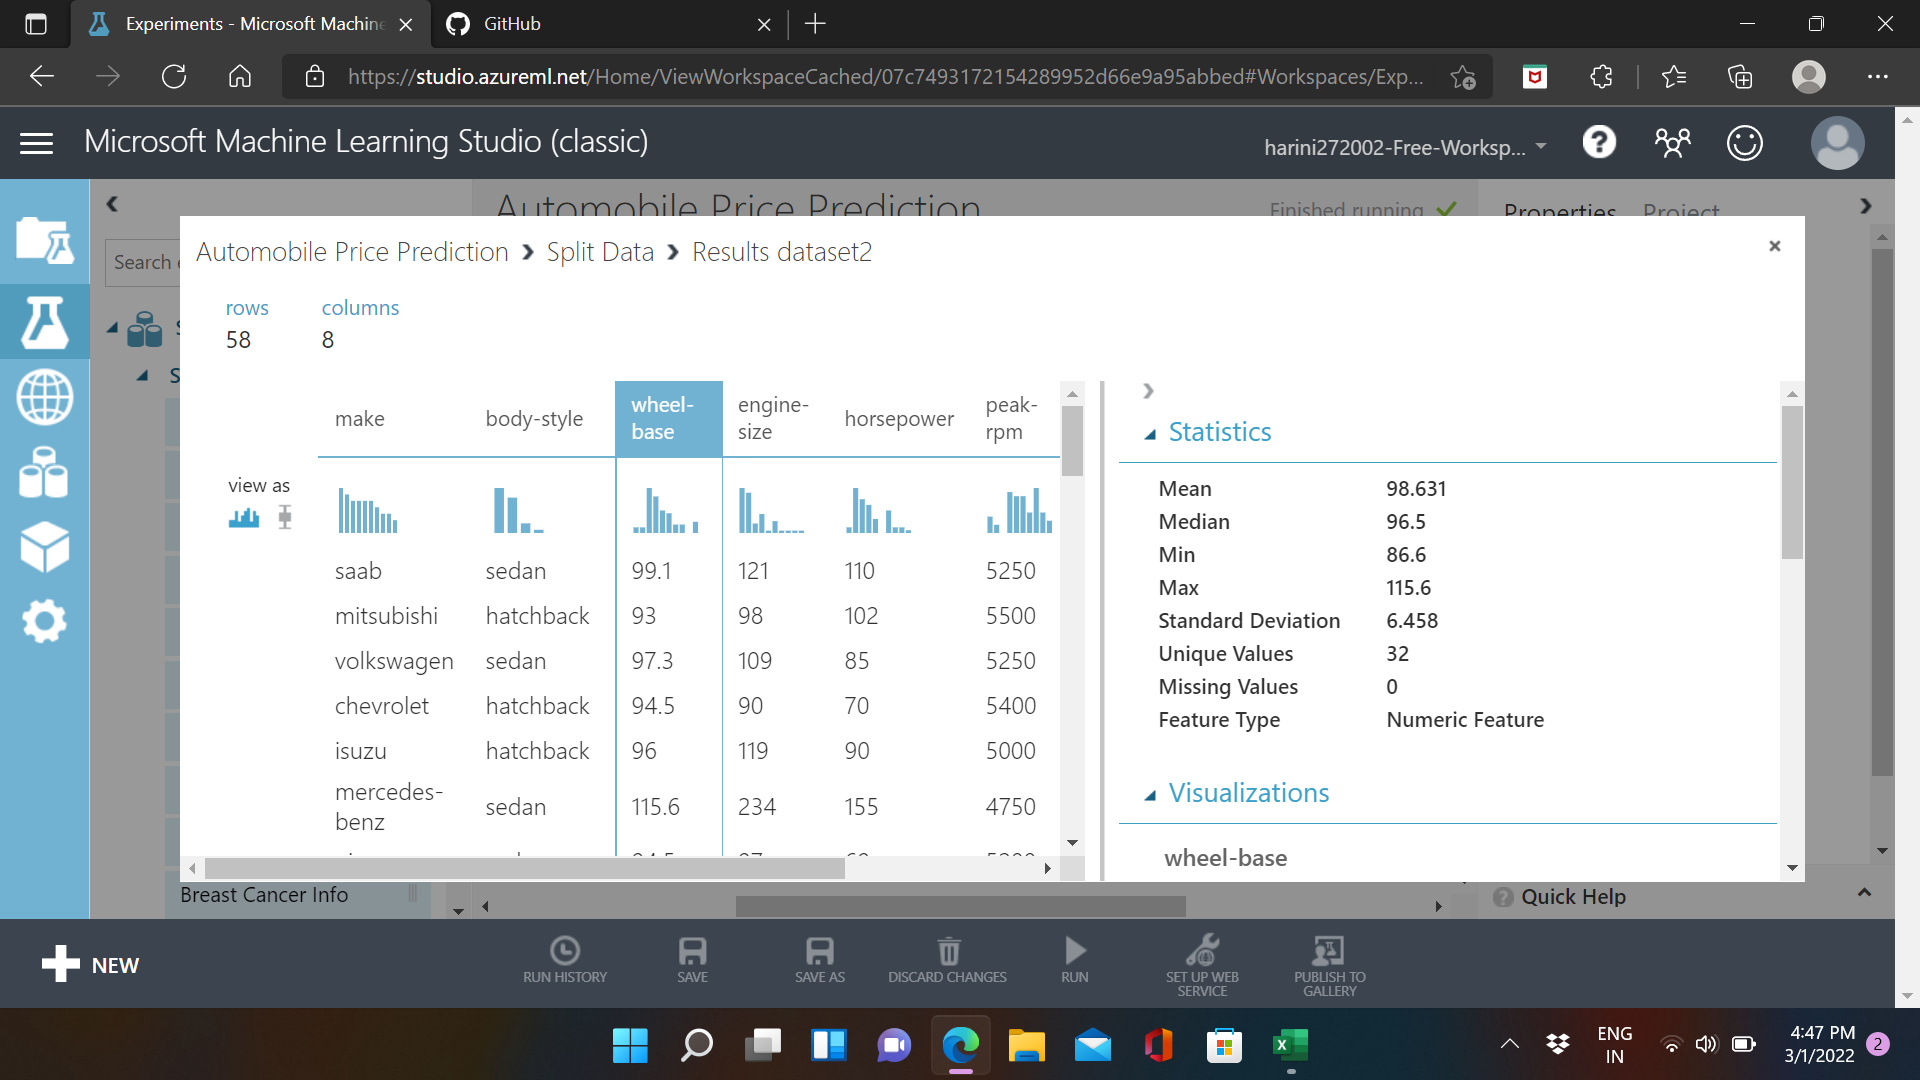 Experiments - Microsoft Machine
GitHub
https://studio.azureml.net/Home/ViewWorkspaceCached/07c7493172154289952d66e9a95abbed#Workspaces/Exp...
Microsoft Machine Learning Studio (classic)
harini272002-Free-Worksp...
Automobile Price Prediction
Finished running
Properties Project
Search
Automobile Price Prediction > Split Data > Results dataset2
rows columns
58 8
make body-style wheel-base engine-size horsepower peak-rpm
view as
saab sedan 99.1 121 110 5250
mitsubishi hatchback 93 98 102 5500
volkswagen sedan 97.3 109 85 5250
chevrolet hatchback 94.5 90 70 5400
isuzu hatchback 96 119 90 5000
mercedes-benz sedan 115.6 234 155 4750
Statistics
Mean 98.631
Median 96.5
Min 86.6
Max 115.6
Standard Deviation 6.458
Unique Values 32
Missing Values 0
Feature Type Numeric Feature
Visualizations
wheel-base
Breast Cancer Info
Quick Help
NEW
RUN HISTORY
SAVE
SAVE AS
DISCARD CHANGES
RUN
SET UP WEB SERVICE
PUBLISH TO GALLERY
ENG
IN
4:47 PM
3/1/2022
2